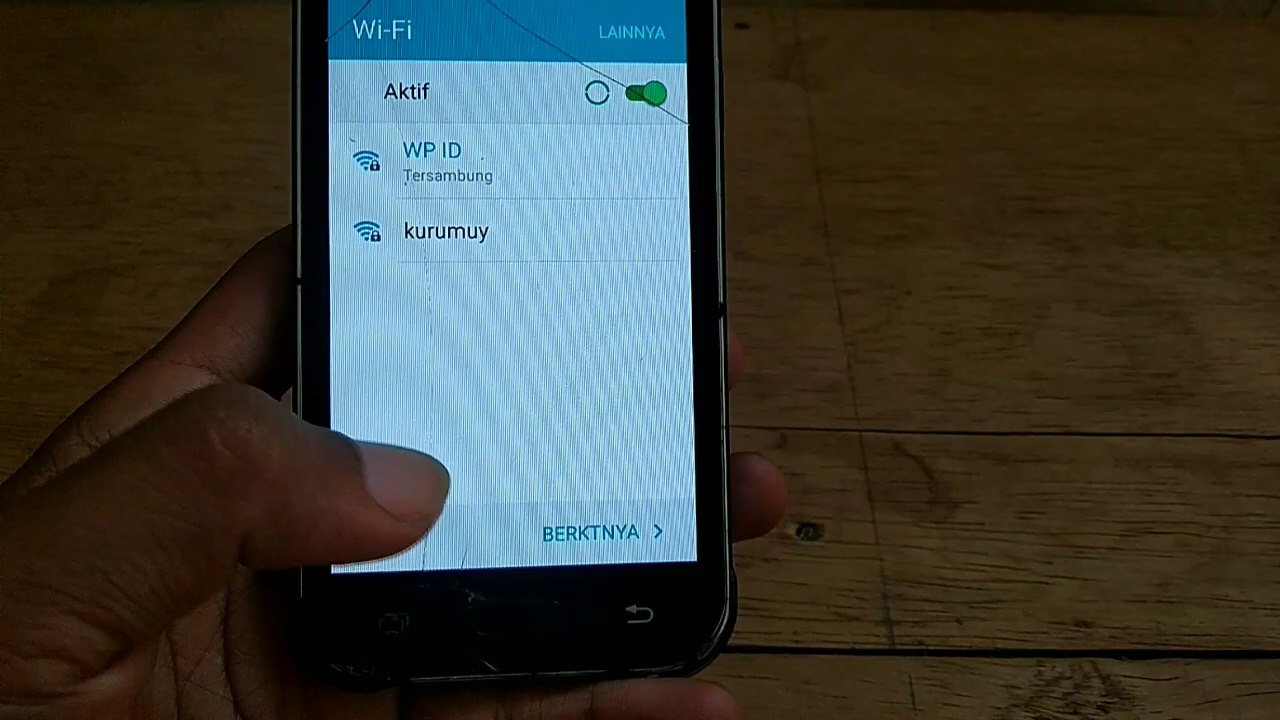 Wi-Fi
LAINNYA
Aktif
WP ID
Tersambung
kurumuy
BERKTNYA